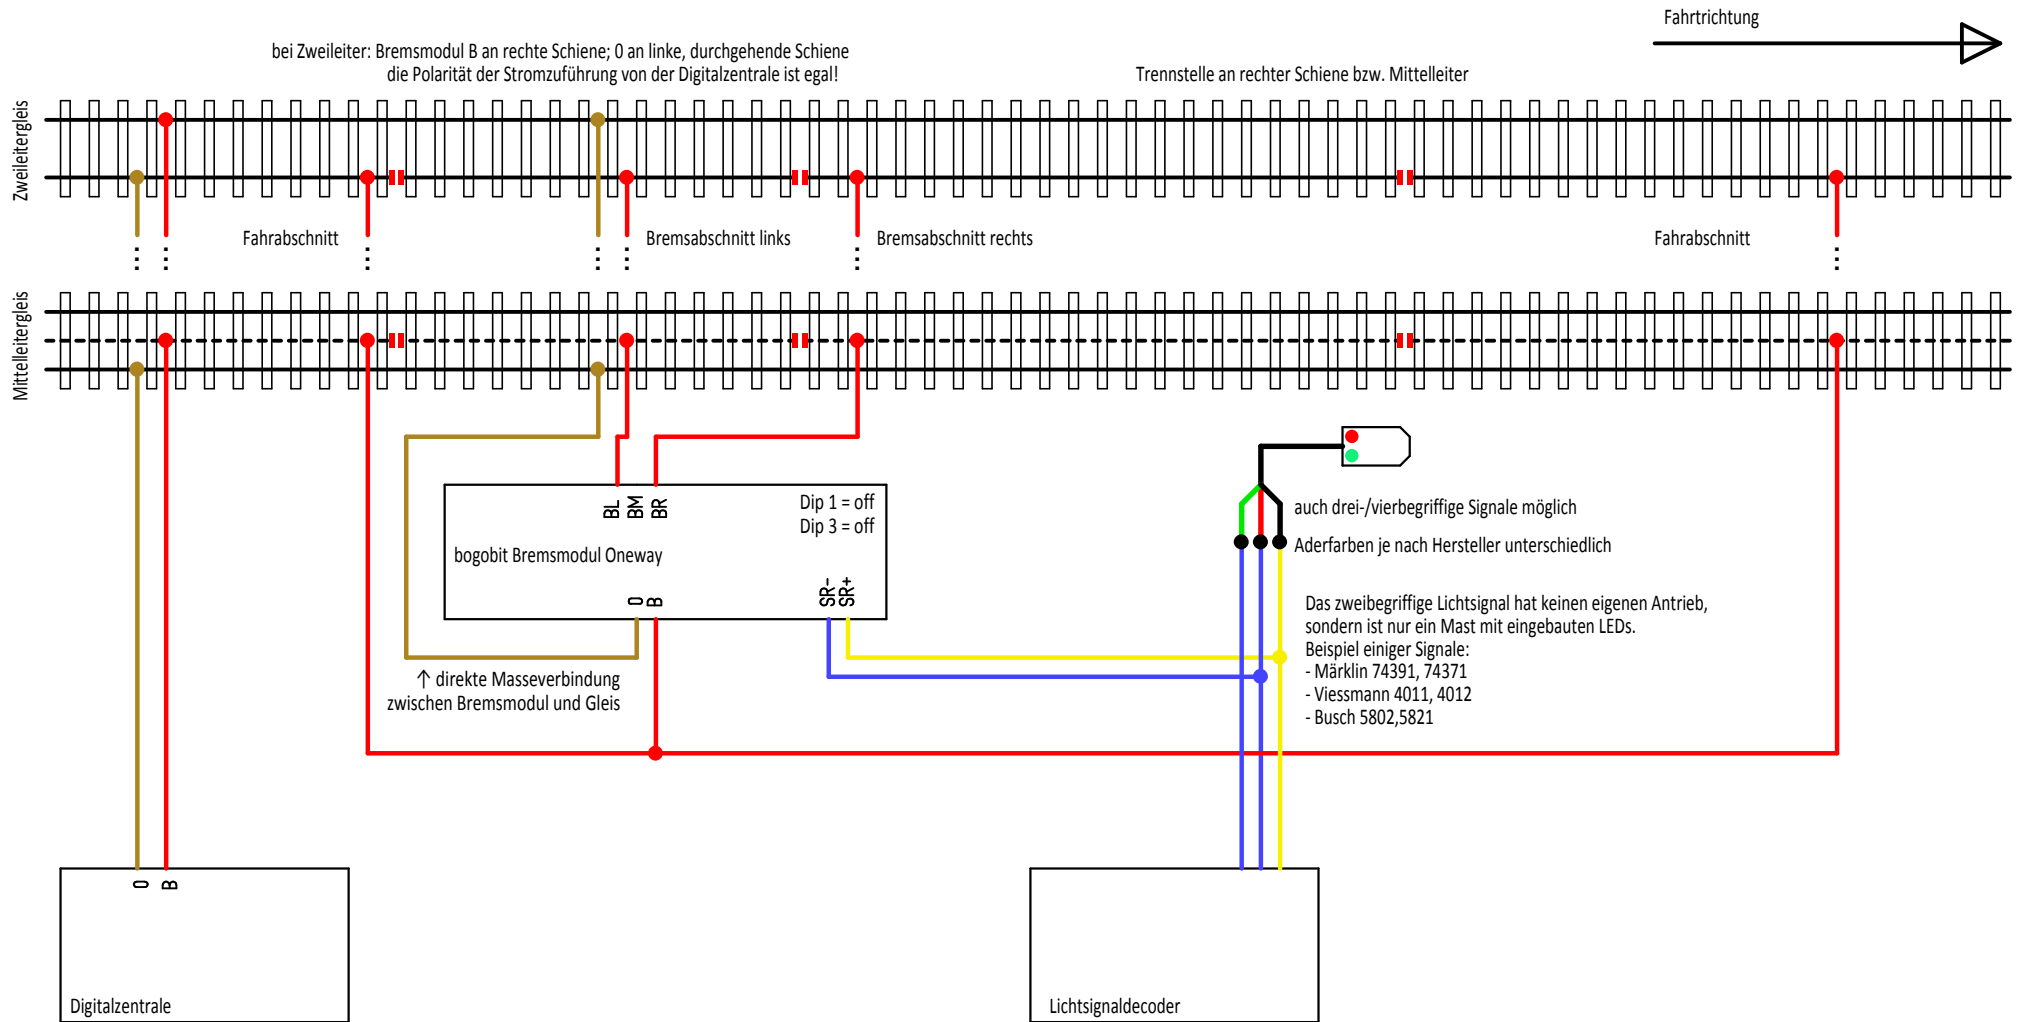 Fahrtrichtung
bei Zweileiter: Bremsmodul B an rechte Schiene; 0 an linke, durchgehende Schiene
die Polarität der Stromzuführung von der Digitalzentrale ist egal!
Trennstelle an rechter Schiene bzw. Mittelleiter
Zweileitergleis
Fahrabschnitt
Bremsabschnitt links
Bremsabschnitt rechts
Fahrabschnitt
Mittelleitergleis
BL
BM
BR
Dip 1 = off
Dip 3 = off
bogobit Bremsmodul Oneway
0
B
SR-
SR+
auch drei-/vierbegriffige Signale möglich
Aderfarben je nach Hersteller unterschiedlich
Das zweibegriffige Lichtsignal hat keinen eigenen Antrieb,
sondern ist nur ein Mast mit eingebauten LEDs.
Beispiel einiger Signale:
- Märklin 74391, 74371
- Viessmann 4011, 4012
- Busch 5802,5821
↑ direkte Masseverbindung
zwischen Bremsmodul und Gleis
0
B
Digitalzentrale
Lichtsignaldecoder